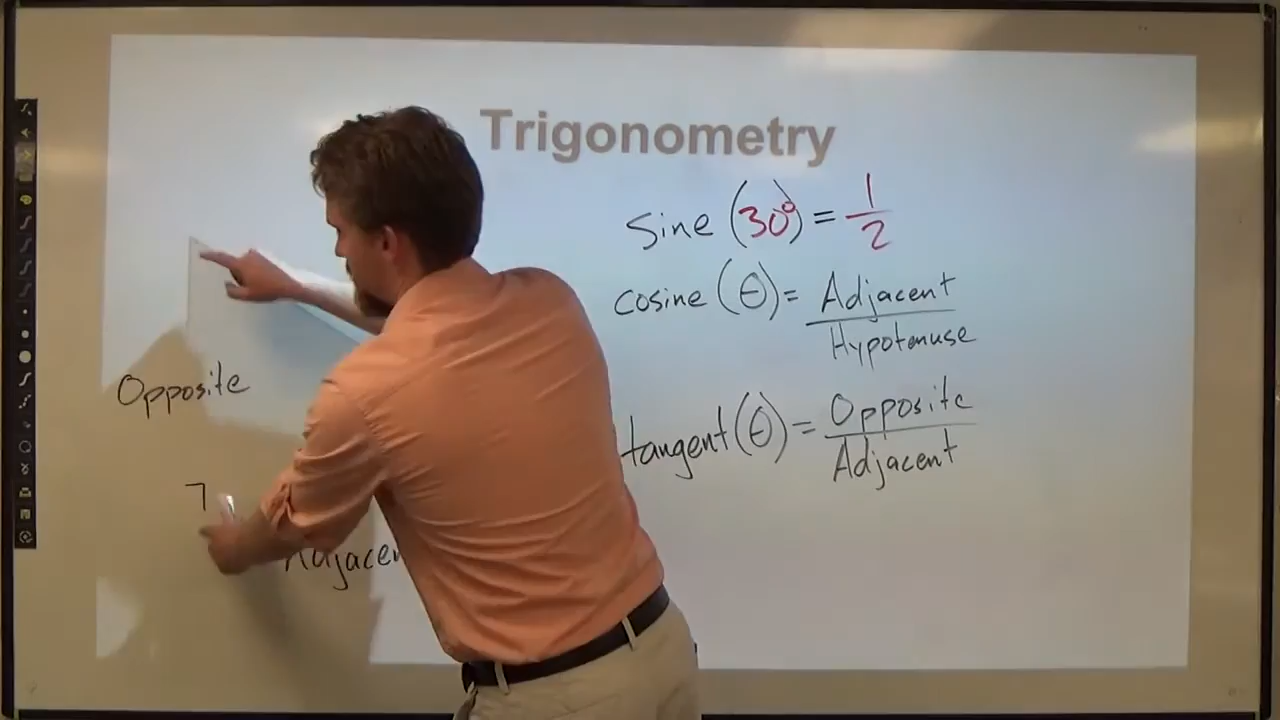 Trigonometry
Sine (30°) = 1/2
cosine (θ) = Adjacent/Hypotenuse
Opposite
tangent (θ) = Opposite/Adjacent